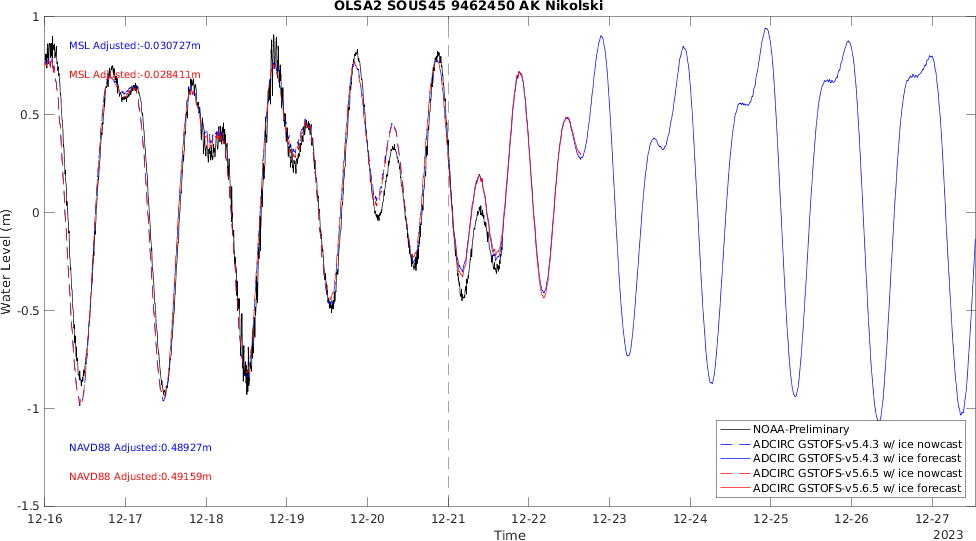 OLSA2 SOUS45 9462450 AK Nikolski
1
MSL Adjusted:-0.030727m
MSL Adjusted:-0.028411m
0.5
0
Water Level (m)
-0.5
-1
NAVD88 Adjusted:0.48927m
NAVD88 Adjusted:0.49159m
-1.5
NOAA-Preliminary
ADCIRC GSTOFS-v5.4.3 w/ ice nowcast
ADCIRC GSTOFS-v5.4.3 w/ ice forecast
ADCIRC GSTOFS-v5.6.5 w/ ice nowcast
ADCIRC GSTOFS-v5.6.5 w/ ice forecast
12-16 12-17 12-18 12-19 12-20 12-21 12-22 12-23 12-24 12-25 12-26 12-27
Time
2023